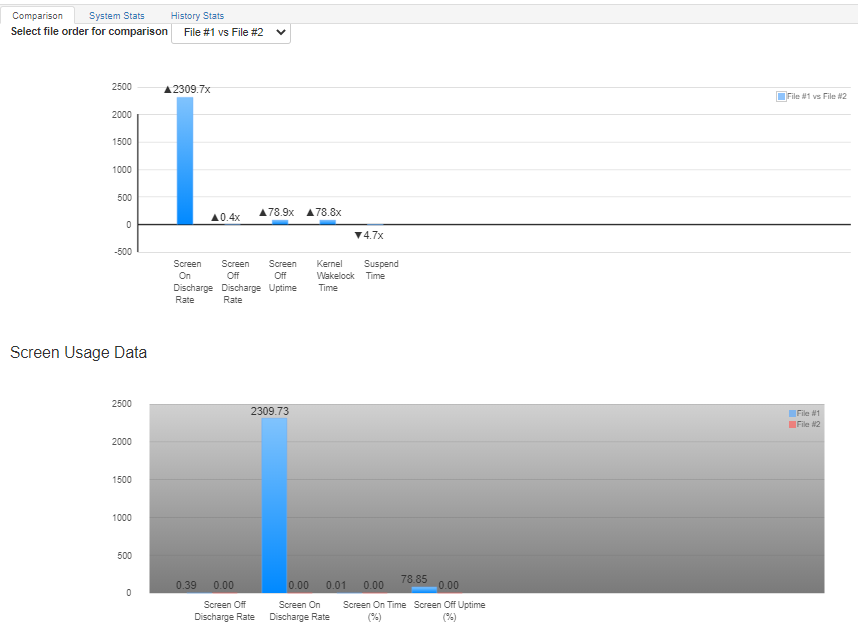 Comparison System Stats History Stats
Select file order for comparison File #1 vs File #2
2500 ▲2309.7x File #1 vs File #2
2000
1500
1000
500 ▲0.4x ▲78.9x ▲78.8x
0
▼4.7x
-500
Screen Screen Screen Kernel Suspend
On Off Off Wakelock Time
Discharge Discharge Uptime Time
Rate Rate
Screen Usage Data
2500 2309.73 File #1
File #2
2000
1500
1000
500
0.39 0.00 0.00 0.01 0.00 78.85 0.00
0
Screen Off Screen On Screen On Time Screen Off Uptime
Discharge Rate Discharge Rate (%) (%)